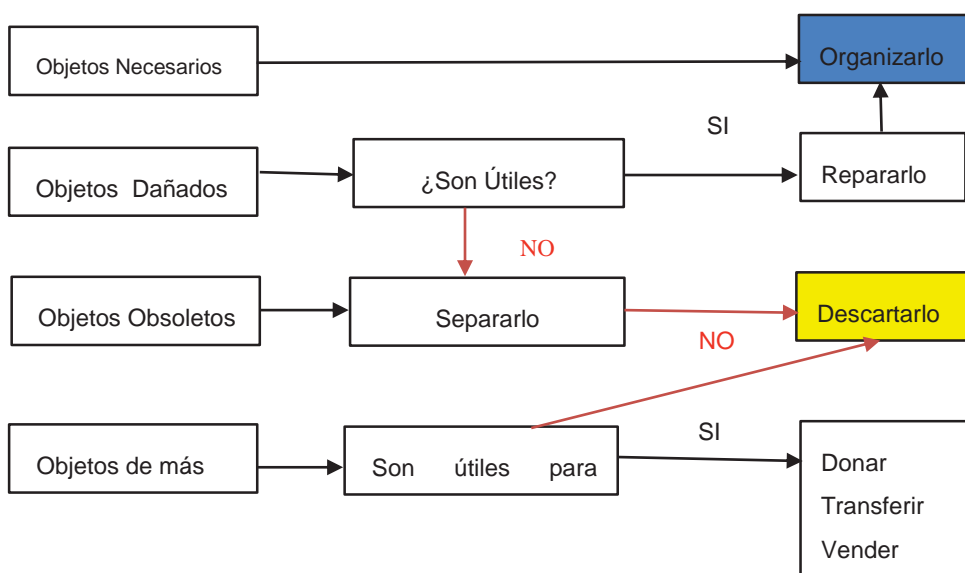 Objetos Necesarios
Organizarlo
SI
Objetos Dañados
¿Son Útiles?
Repararlo
NO
Objetos Obsoletos
Separarlo
Descartarlo
NO
Objetos de más
Son útiles para
SI
Donar
Transferir
Vender